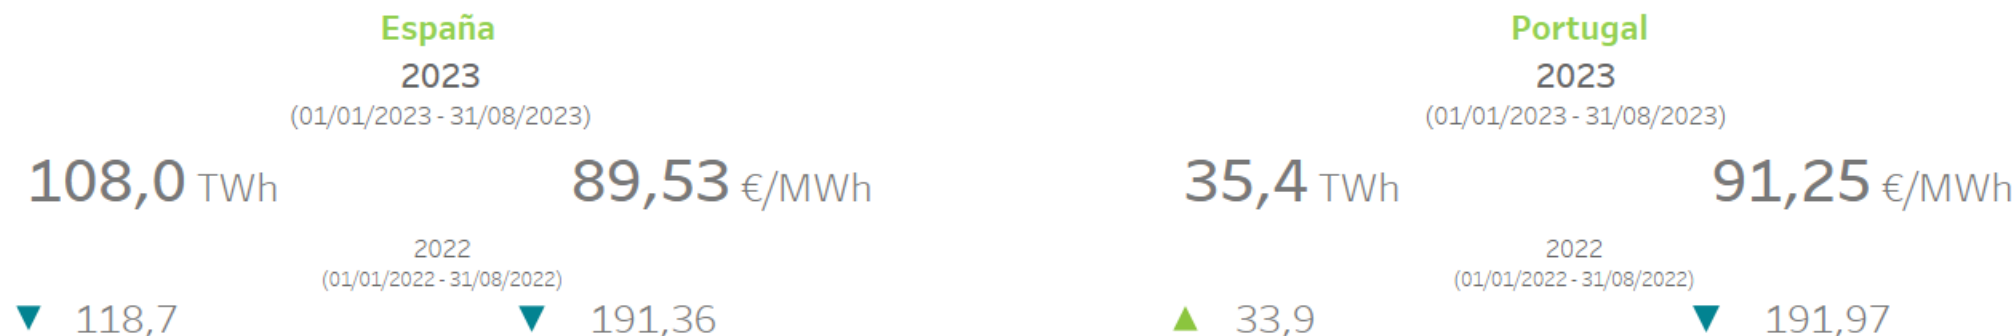 España
2023
(01/01/2023 - 31/08/2023)
108,0 TWh
89,53 €/MWh
2022
(01/01/2022 - 31/08/2022)
118,7
191,36
Portugal
2023
(01/01/2023 - 31/08/2023)
35,4 TWh
91,25 €/MWh
2022
(01/01/2022 - 31/08/2022)
33,9
191,97